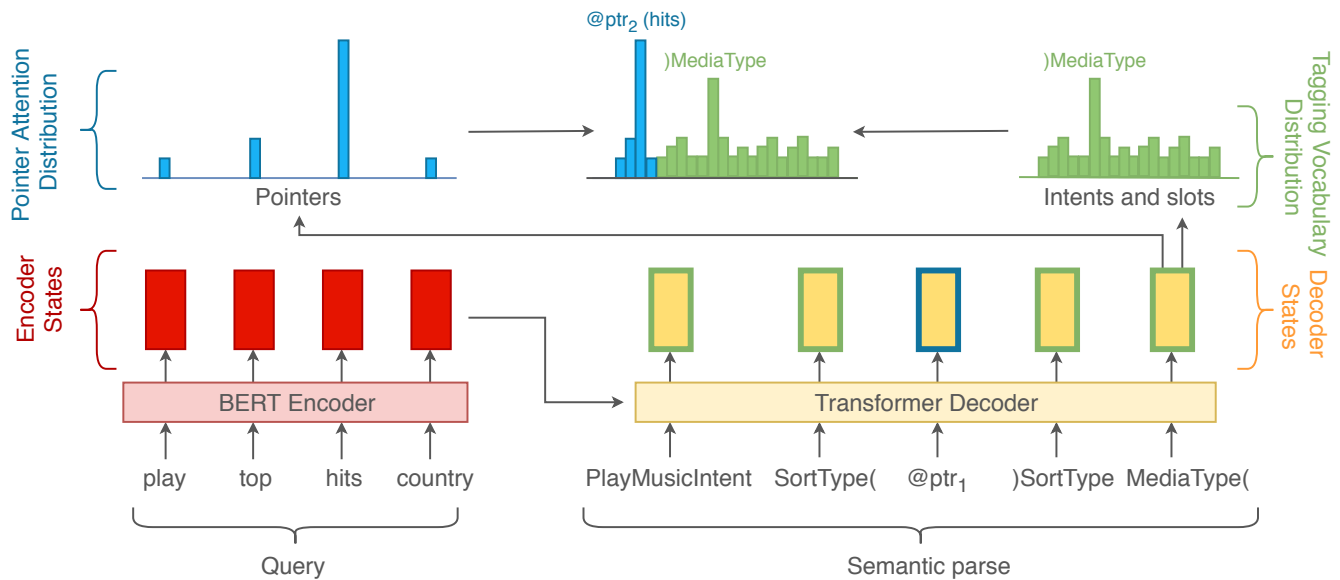 @ptr2 (hits)
)MediaType
)MediaType
Pointer Attention
Distribution
Tagging Vocabulary
Distribution
Pointers
Intents and slots
Encoder
States
Decoder
States
BERT Encoder
Transformer Decoder
play
top
hits
country
PlayMusicIntent
SortType(
@ptr1
)SortType
MediaType(
Query
Semantic parse